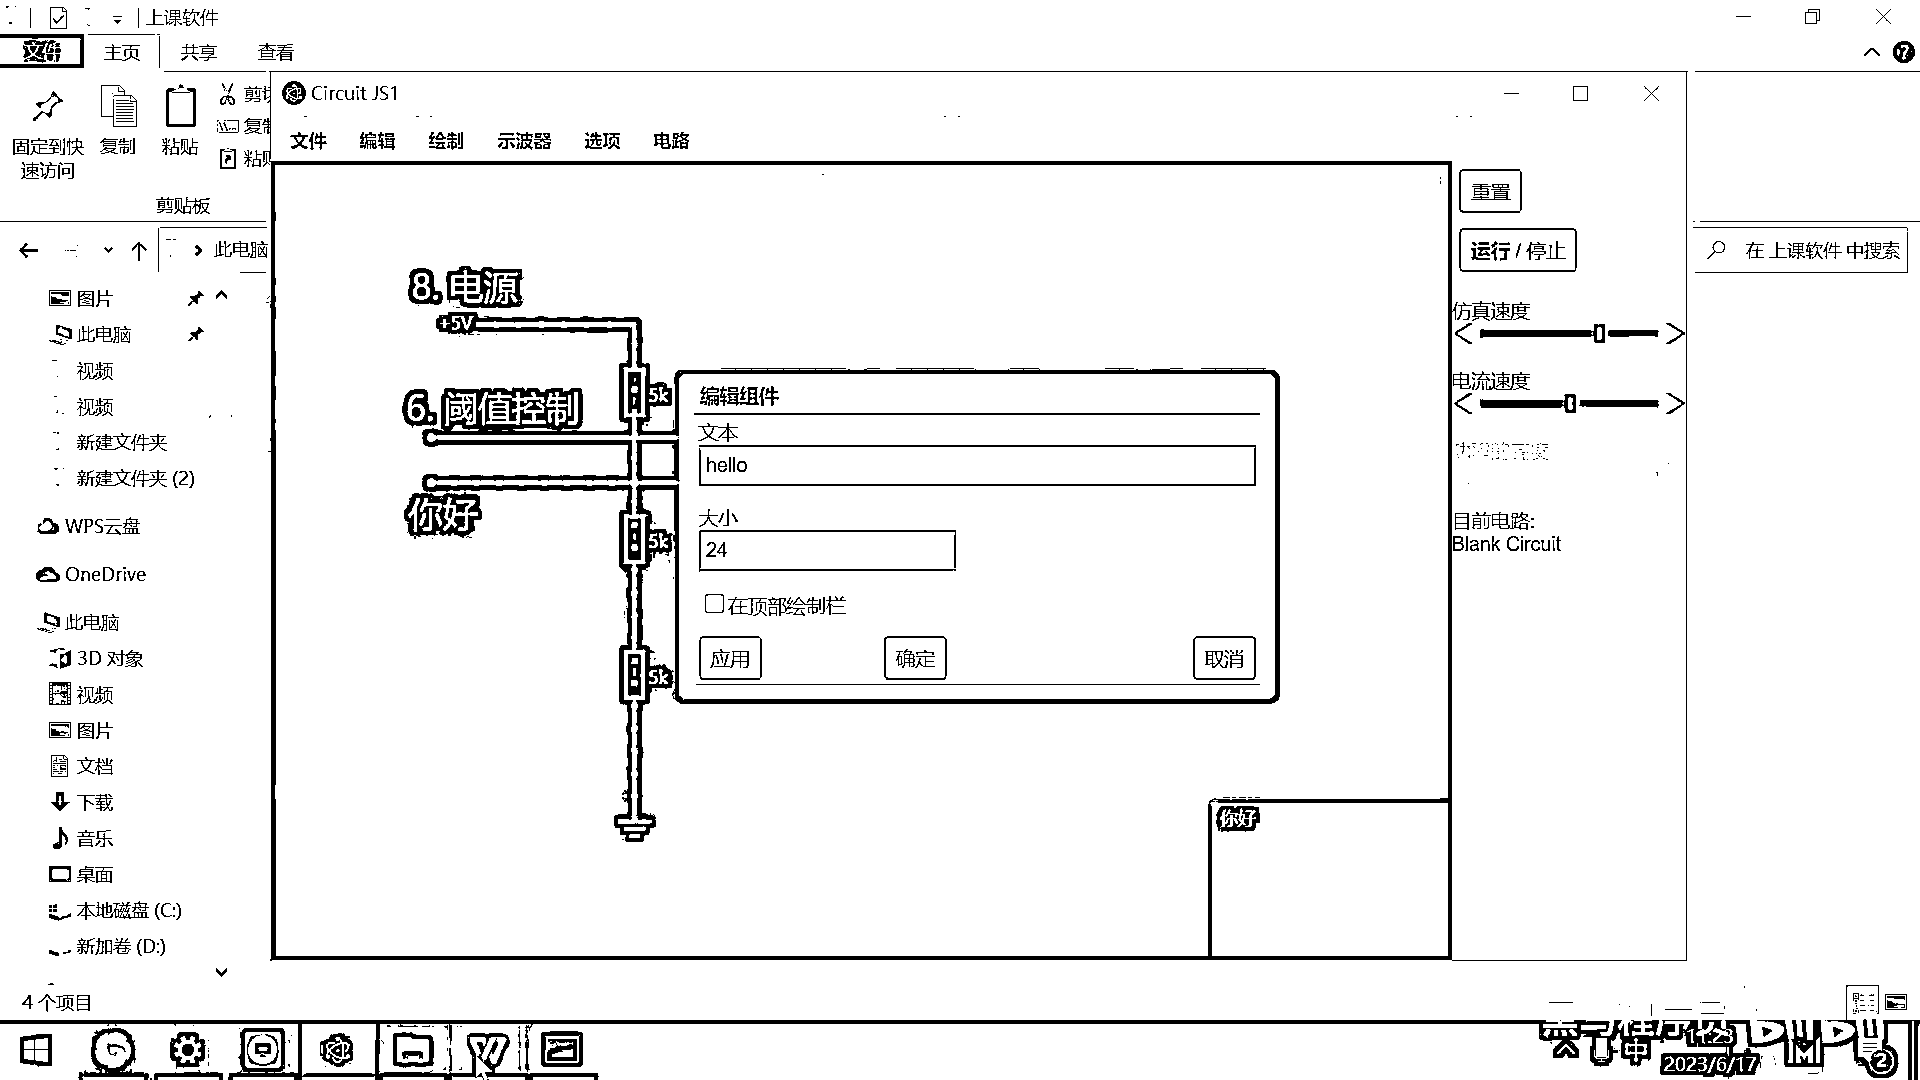 上课软件
文件 主页 共享 查看
固定到快速访问
复制
粘贴
剪贴板
此电脑
在 上课软件 中搜索
图片
此电脑
视频
视频
新建文件夹
新建文件夹 (2)
WPS云盘
OneDrive
此电脑
3D 对象
视频
图片
文档
下载
音乐
桌面
本地磁盘 (C:)
新加卷 (D:)
4 个项目
Circuit JS1
文件 编辑 绘制 示波器 选项 电路
8. 电源
+5V
5k
6. 阈值控制
你好
5k
5k
编辑组件
文本
hello
大小
24
在顶部绘制栏
应用 确定 取消
你好
重置
运行 / 停止
仿真速度
电流速度
目前电路:
Blank Circuit
中
2023/6/17
2